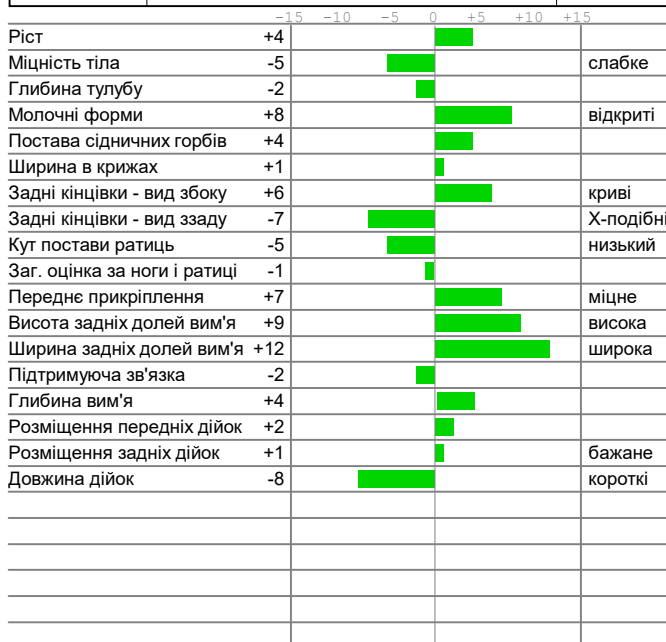 -15 -10 -5 0 +5 +10 +15
Ріст +4
Міцність тіла -5 слабке
Глибина тулубу -2
Молочні форми +8 відкриті
Постава сідничних горбів +4
Ширина в крижах +1
Задні кінцівки - вид збоку +6 криві
Задні кінцівки - вид ззаду -7 Х-подібні
Кут постави ратиць -5 низький
Заг. оцінка за ноги і ратиці -1
Переднє прикріплення +7 міцне
Висота задніх долей вим'я +9 висока
Ширина задніх долей вим'я +12 широка
Підтримуюча зв'язка -2
Глибина вим'я +4
Розміщення передніх дійок +2
Розміщення задніх дійок +1 бажане
Довжина дійок -8 короткі